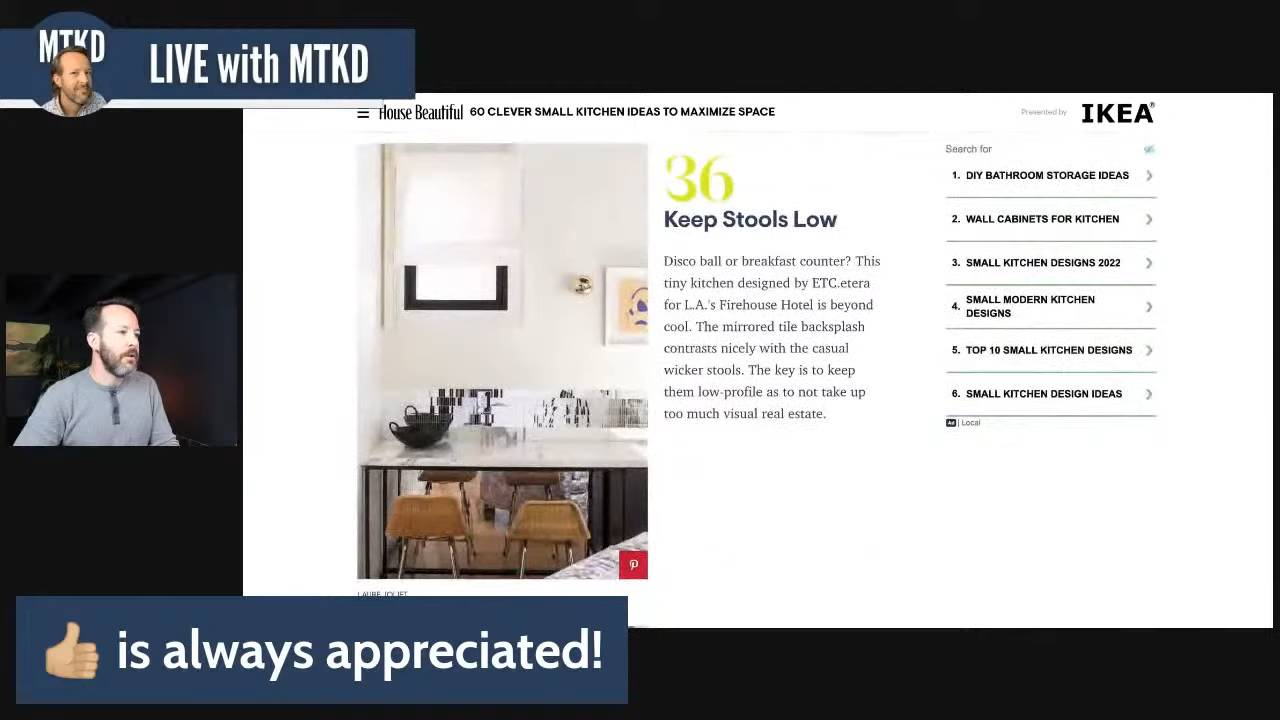 MTKD
LIVE with MTKD
House Beautiful 60 CLEVER SMALL KITCHEN IDEAS TO MAXIMIZE SPACE
Presented by IKEA®
36
Keep Stools Low
Disco ball or breakfast counter? This
tiny kitchen designed by ETC.etera
for L.A.'s Firehouse Hotel is beyond
cool. The mirrored tile backsplash
contrasts nicely with the casual
wicker stools. The key is to keep
them low-profile as to not take up
too much visual real estate.
Search for
1. DIY BATHROOM STORAGE IDEAS
2. WALL CABINETS FOR KITCHEN
3. SMALL KITCHEN DESIGNS 2022
4. SMALL MODERN KITCHEN
DESIGNS
5. TOP 10 SMALL KITCHEN DESIGNS
6. SMALL KITCHEN DESIGN IDEAS
Ad | Local
LAURE JOLIET
is always appreciated!